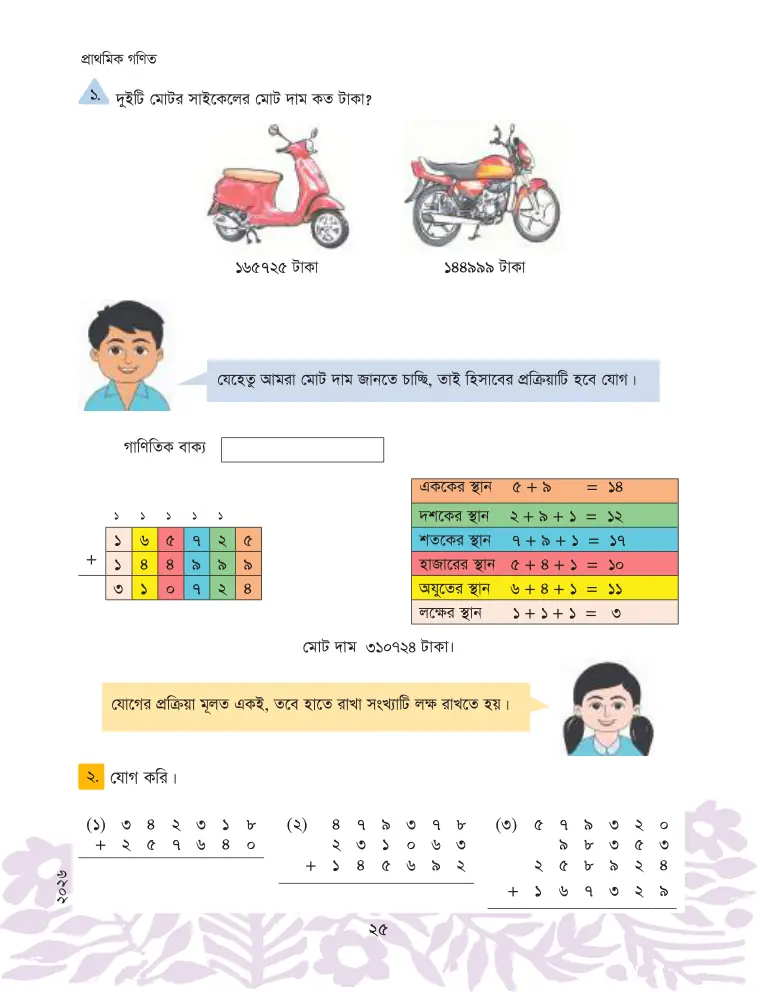 প্রাথমিক গণিত
১. দুইটি মোটর সাইকেলের মোট দাম কত টাকা?
১৬৫৭২৫ টাকা ১৪৪৯৯৯ টাকা
যেহেতু আমরা মোট দাম জানতে চাচ্ছি, তাই হিসাবের প্রক্রিয়াটি হবে যোগ।
গাণিতিক বাক্য
১ ১ ১ ১ ১
১ ৬ ৫ ৭ ২ ৫
+ ১ ৪ ৪ ৯ ৯ ৯
৩ ১ ০ ৭ ২ ৪
এককের স্থান ৫ + ৯ = ১৪
দশকের স্থান ২ + ৯ + ১ = ১২
শতকের স্থান ৭ + ৯ + ১ = ১৭
হাজারের স্থান ৫ + ৪ + ১ = ১০
অযুতের স্থান ৬ + ৪ + ১ = ১১
লক্ষের স্থান ১ + ১ + ১ = ৩
মোট দাম ৩১০৭২৪ টাকা।
যোগের প্রক্রিয়া মূলত একই, তবে হাতে রাখা সংখ্যাটি লক্ষ রাখতে হয়।
২. যোগ করি।
(১) ৩ ৪ ২ ৩ ১ ৮
+ ২ ৫ ৭ ৬ ৪ ০
(২) ৪ ৭ ৯ ৩ ৭ ৮
২ ৩ ১ ০ ৬ ৩
+ ১ ৪ ৫ ৬ ৯ ২
(৩) ৫ ৭ ৯ ৩ ২ ০
৯ ৮ ৩ ৫ ৩
২ ৫ ৮ ৯ ২ ৪
+ ১ ৬ ৭ ৩ ২ ৯
২০২৬
২৫